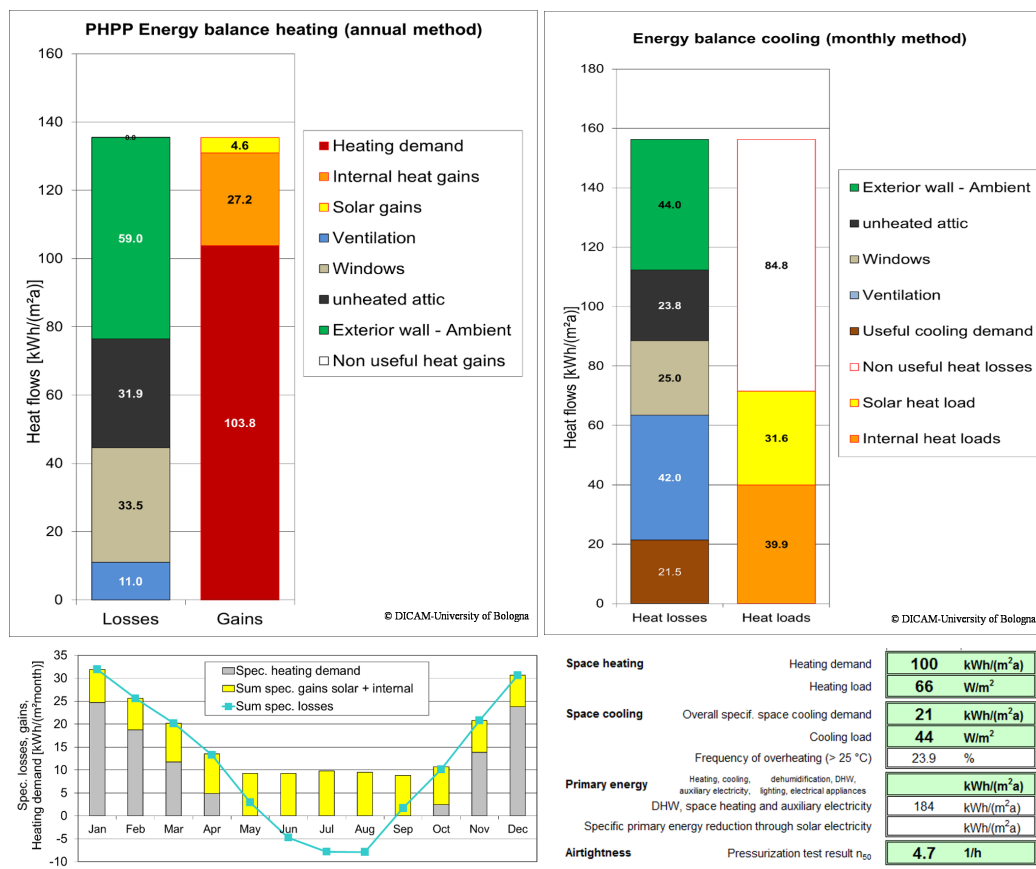 PHPP Energy balance heating (annual method)
Heat flows [kWh/(m²a)]
160
140
120
100
80
60
40
20
0
0.0
59.0
31.9
33.5
11.0
4.6
27.2
103.8
Losses
Gains
Heating demand
Internal heat gains
Solar gains
Ventilation
Windows
unheated attic
Exterior wall - Ambient
Non useful heat gains
© DICAM-University of Bologna
Energy balance cooling (monthly method)
Heat flows [kWh/(m²a)]
180
160
140
120
100
80
60
40
20
0
44.0
23.8
25.0
42.0
21.5
84.8
31.6
39.9
Heat losses
Heat loads
Exterior wall - Ambient
unheated attic
Windows
Ventilation
Useful cooling demand
Non useful heat losses
Solar heat load
Internal heat loads
© DICAM-University of Bologna
Spec. losses, gains,
Heating demand [kWh/(m²month)]
35
30
25
20
15
10
5
0
-5
-10
Spec. heating demand
Sum spec. gains solar + internal
Sum spec. losses
Jan Feb Mar Apr May Jun Jul Aug Sep Oct Nov Dec
Space heating Heating demand 100 kWh/(m²a)
Heating load 66 W/m²
Space cooling Overall specif. space cooling demand 21 kWh/(m²a)
Cooling load 44 W/m²
Frequency of overheating (> 25 °C) 23.9 %
Primary energy Heating, cooling, dehumidification, DHW, kWh/(m²a)
auxiliary electricity, lighting, electrical appliances
DHW, space heating and auxiliary electricity 184 kWh/(m²a)
Specific primary energy reduction through solar electricity kWh/(m²a)
Airtightness Pressurization test result n₅₀ 4.7 1/h